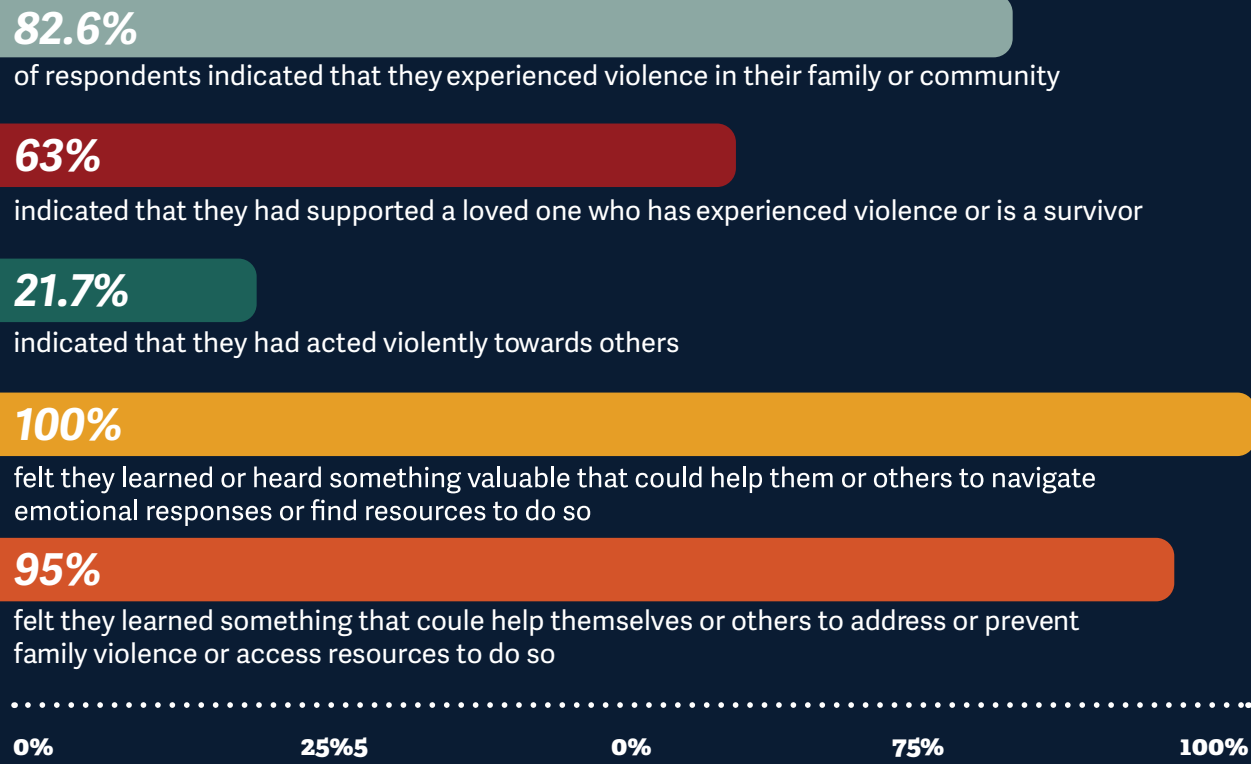 82.6%
of respondents indicated that they experienced violence in their family or community
63%
indicated that they had supported a loved one who has experienced violence or is a survivor
21.7%
indicated that they had acted violently towards others
100%
felt they learned or heard something valuable that could help them or others to navigate
emotional responses or find resources to do so
95%
felt they learned something that coule help themselves or others to address or prevent
family violence or access resources to do so
0% 25%5 0% 75% 100%